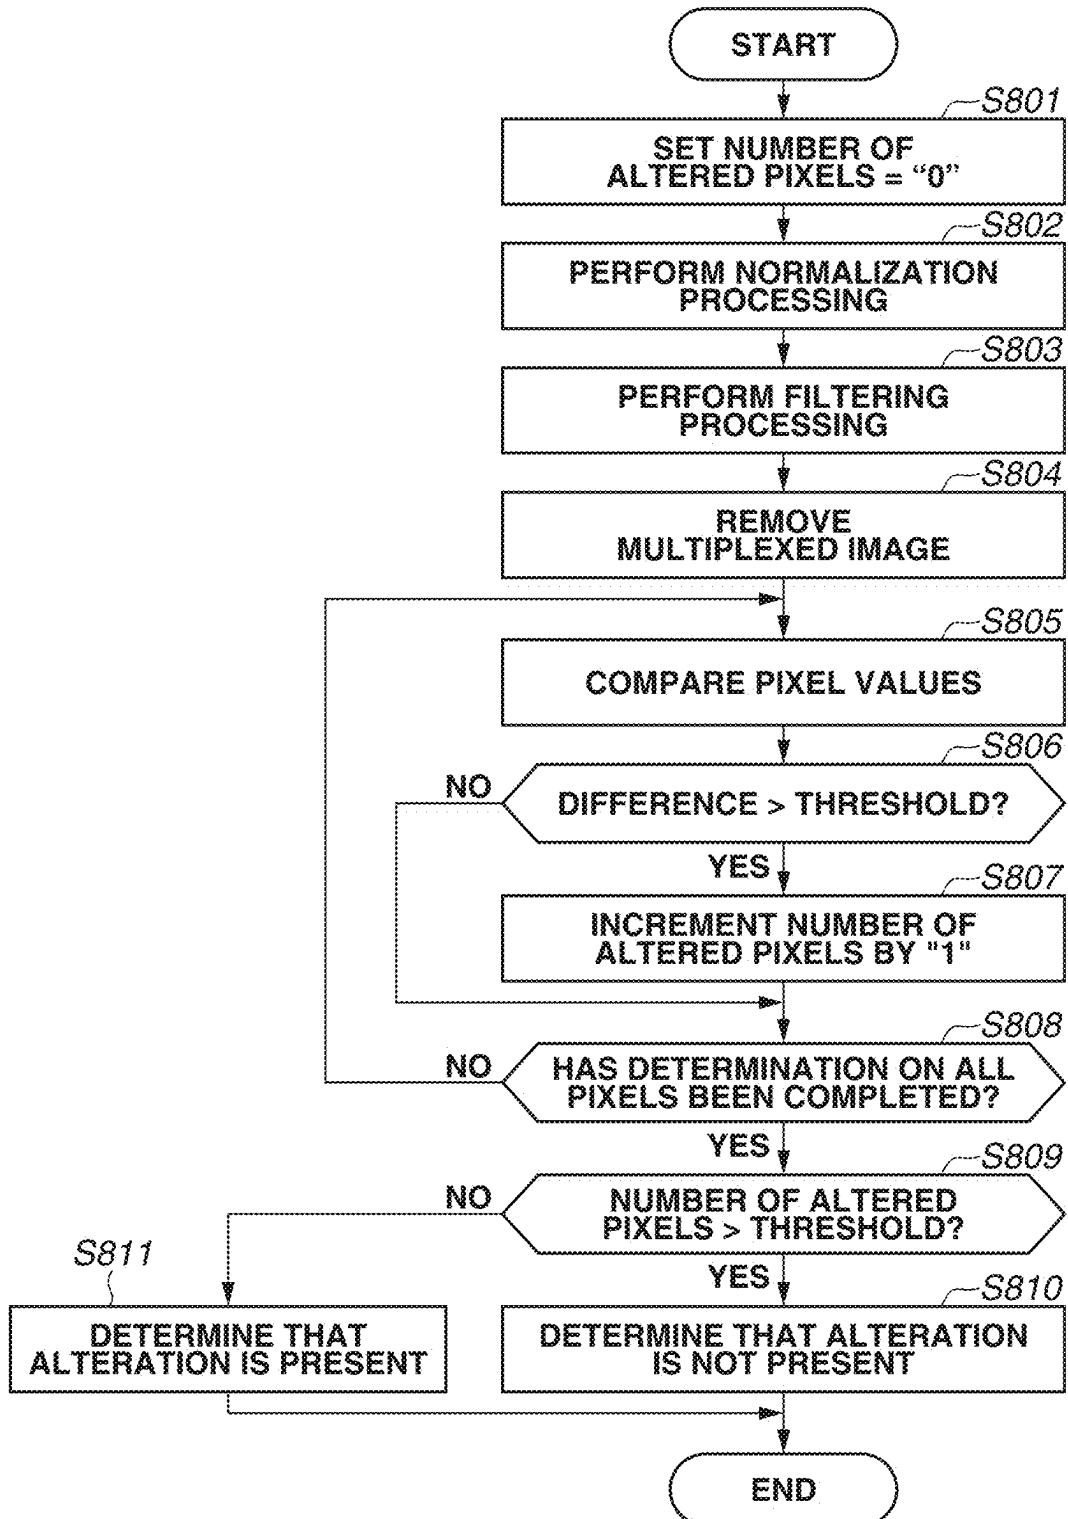 START
S801
SET NUMBER OF
ALTERED PIXELS = “0”
S802
PERFORM NORMALIZATION
PROCESSING
S803
PERFORM FILTERING
PROCESSING
S804
REMOVE
MULTIPLEXED IMAGE
S805
COMPARE PIXEL VALUES
S806
NO
DIFFERENCE > THRESHOLD?
YES
S807
INCREMENT NUMBER OF
ALTERED PIXELS BY "1"
S808
NO
HAS DETERMINATION ON ALL
PIXELS BEEN COMPLETED?
YES
S809
NO
NUMBER OF ALTERED
PIXELS > THRESHOLD?
YES
S811
DETERMINE THAT
ALTERATION IS PRESENT
S810
DETERMINE THAT ALTERATION
IS NOT PRESENT
END